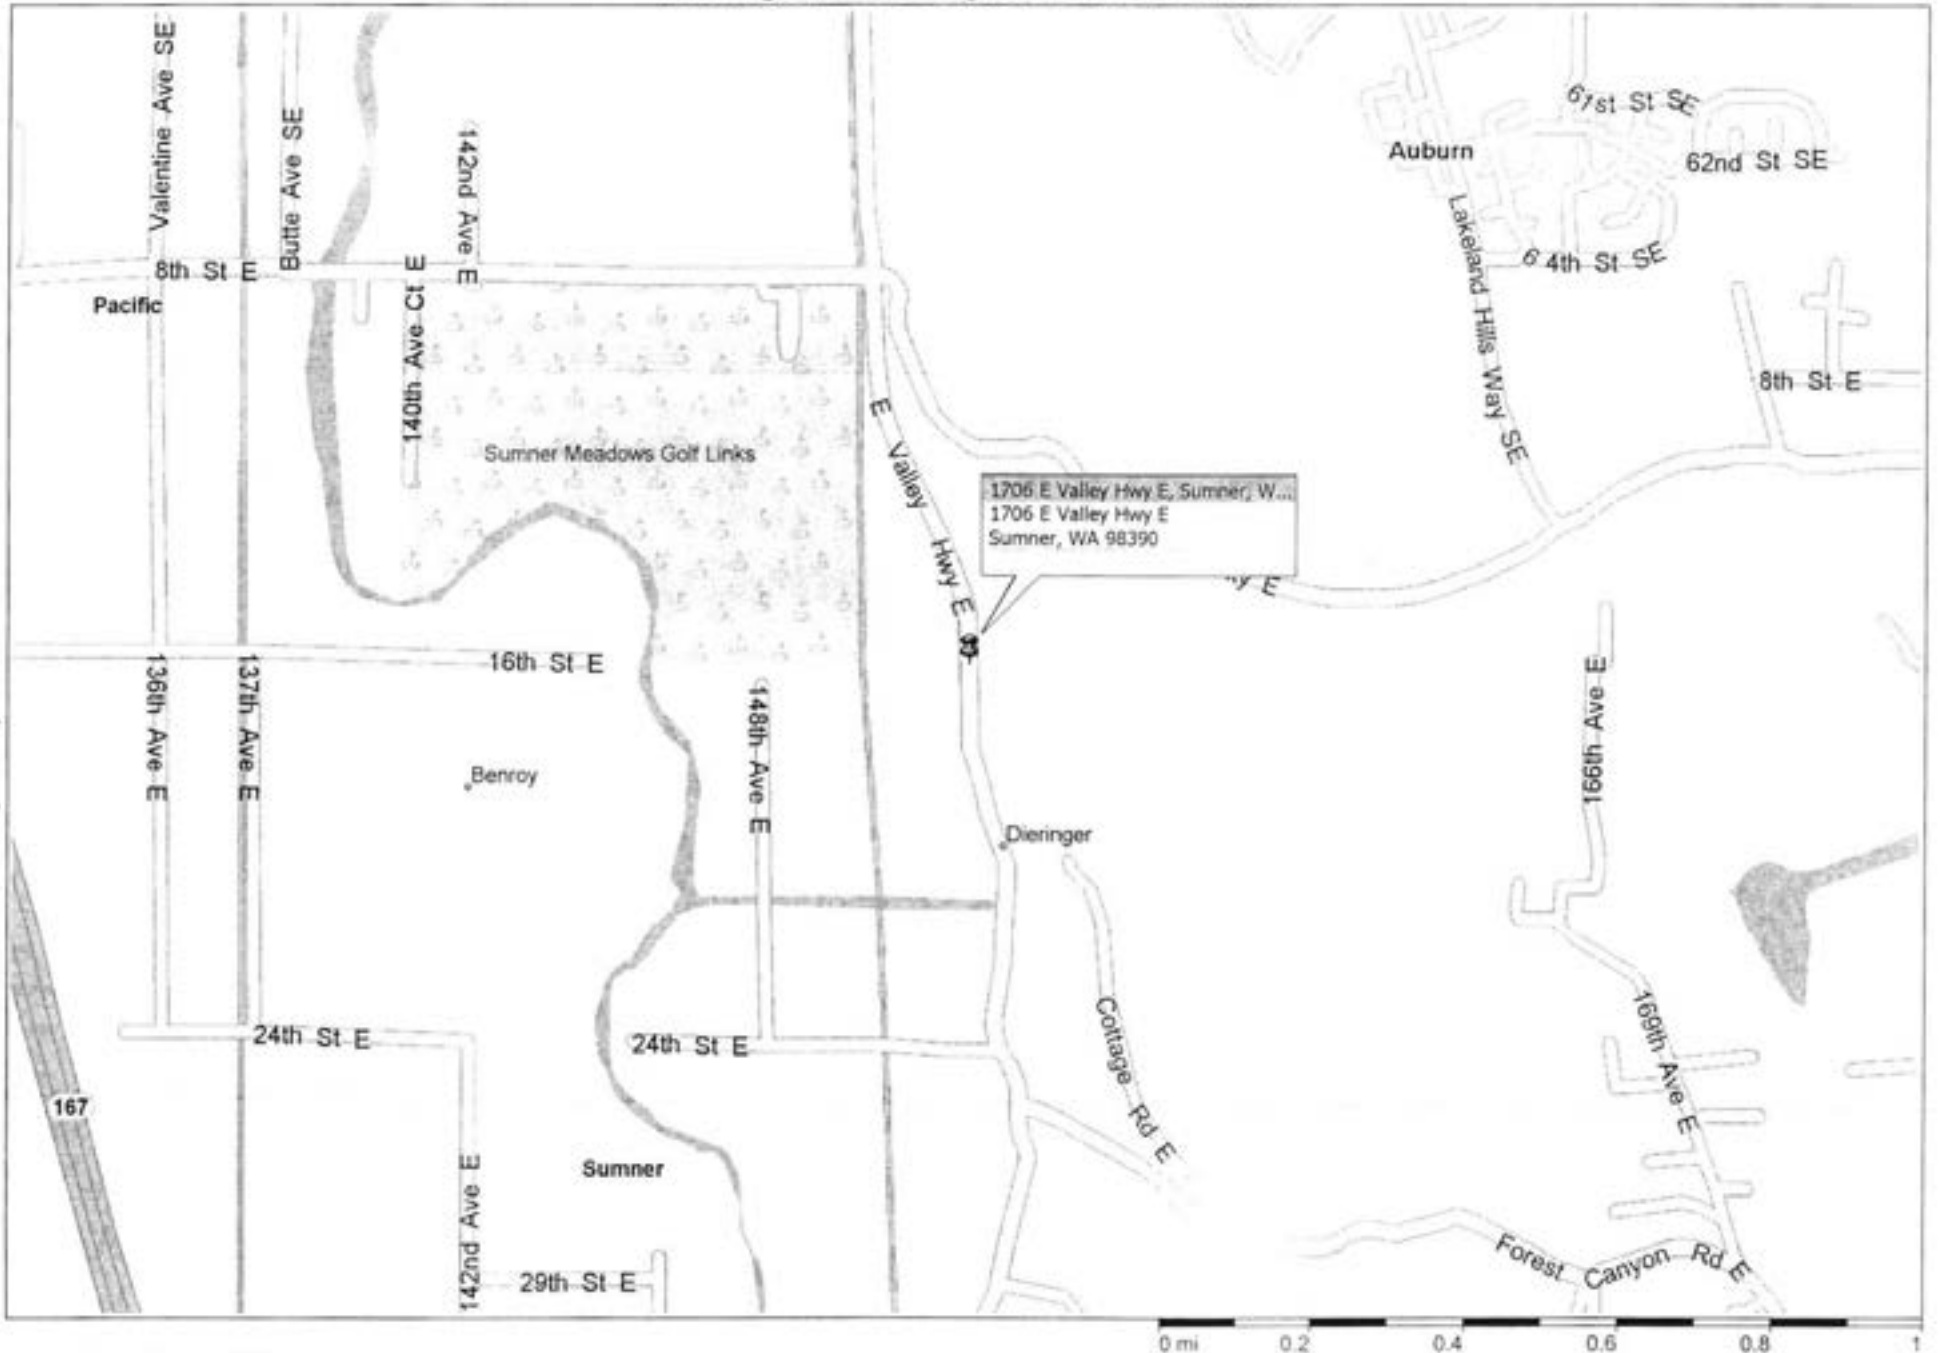 Valentine Ave SE
Butte Ave SE
142nd Ave E
61st St SE
Auburn
62nd St SE
Lakeland Hills Way SE
64th St SE
8th St E
Pacific
140th Ave Ct E
8th St E
E Valley Hwy E
Sumner Meadows Golf Links
1706 E Valley Hwy E, Sumner, W...
1706 E Valley Hwy E
Sumner, WA 98390
E
16th St E
136th Ave E
137th Ave E
148th Ave E
166th Ave E
Benroy
Dieringer
Cottage Rd E
169th Ave E
24th St E
24th St E
167
Sumner
142nd Ave E
29th St E
Forest Canyon Rd E
0 mi 0.2 0.4 0.6 0.8 1